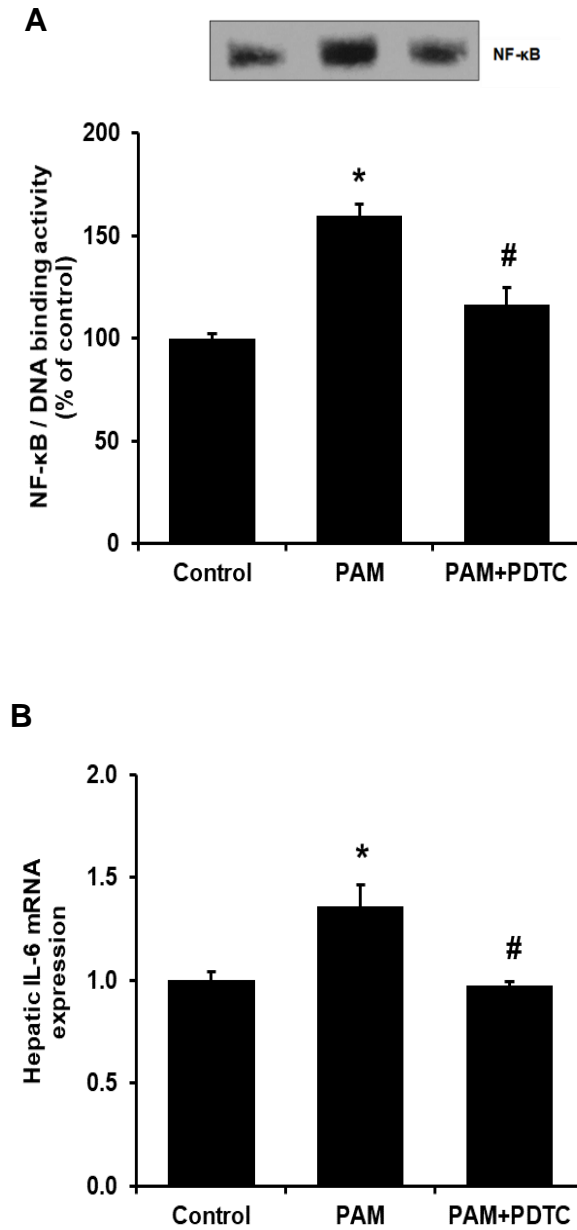 A
NF-κB
NF-κB / DNA binding activity
(% of control)
200
150
100
50
0
*
#
Control PAM PAM+PDTC
B
Hepatic IL-6 mRNA
expression
2.0
1.5
1.0
0.5
0.0
*
#
Control PAM PAM+PDTC